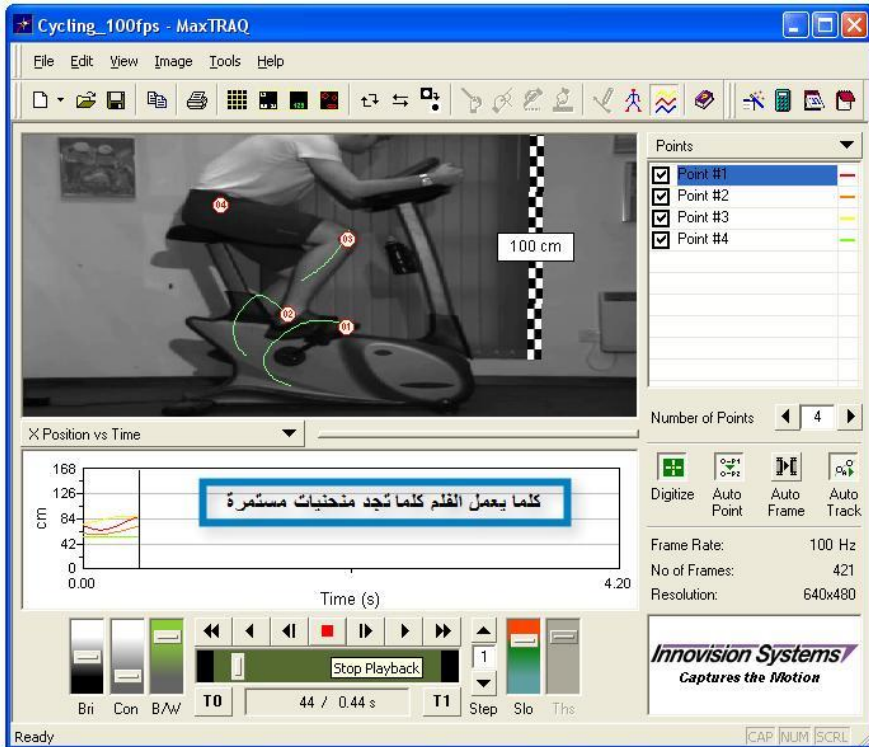 Cycling_100fps - MaxTRAQ
File Edit View Image Tools Help
04
03
02
01
100 cm
Points
Point #1
Point #2
Point #3
Point #4
Number of Points 4
X Position vs Time
168
126
84
42
0
cm
0.00
4.20
Time (s)
كلما يعمل الفلم كلما تجد منحنيات مستمرة
Digitize Auto Point Auto Frame Auto Track
Frame Rate: 100 Hz
No of Frames: 421
Resolution: 640x480
Stop Playback
1
T0 44 / 0.44 s T1
Bri Con B/W Step Slo Ths
Innovision Systems
Captures the Motion
Ready
CAP NUM SCRL